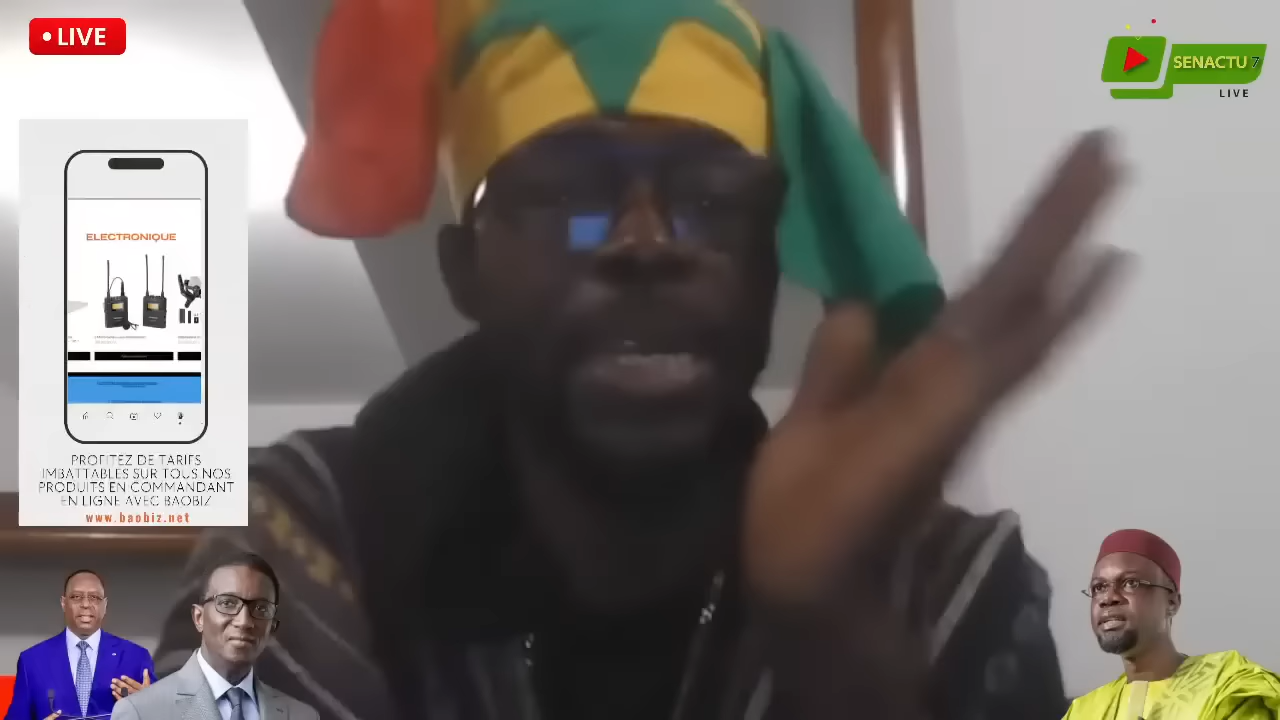 LIVE
SENACTU 7
LIVE
ELECTRONIQUE
PROFITEZ DE TARIFS
IMBATTABLES SUR TOUS NOS
PRODUITS EN COMMANDANT
EN LIGNE AVEC BAOBIZ
www.baobiz.net